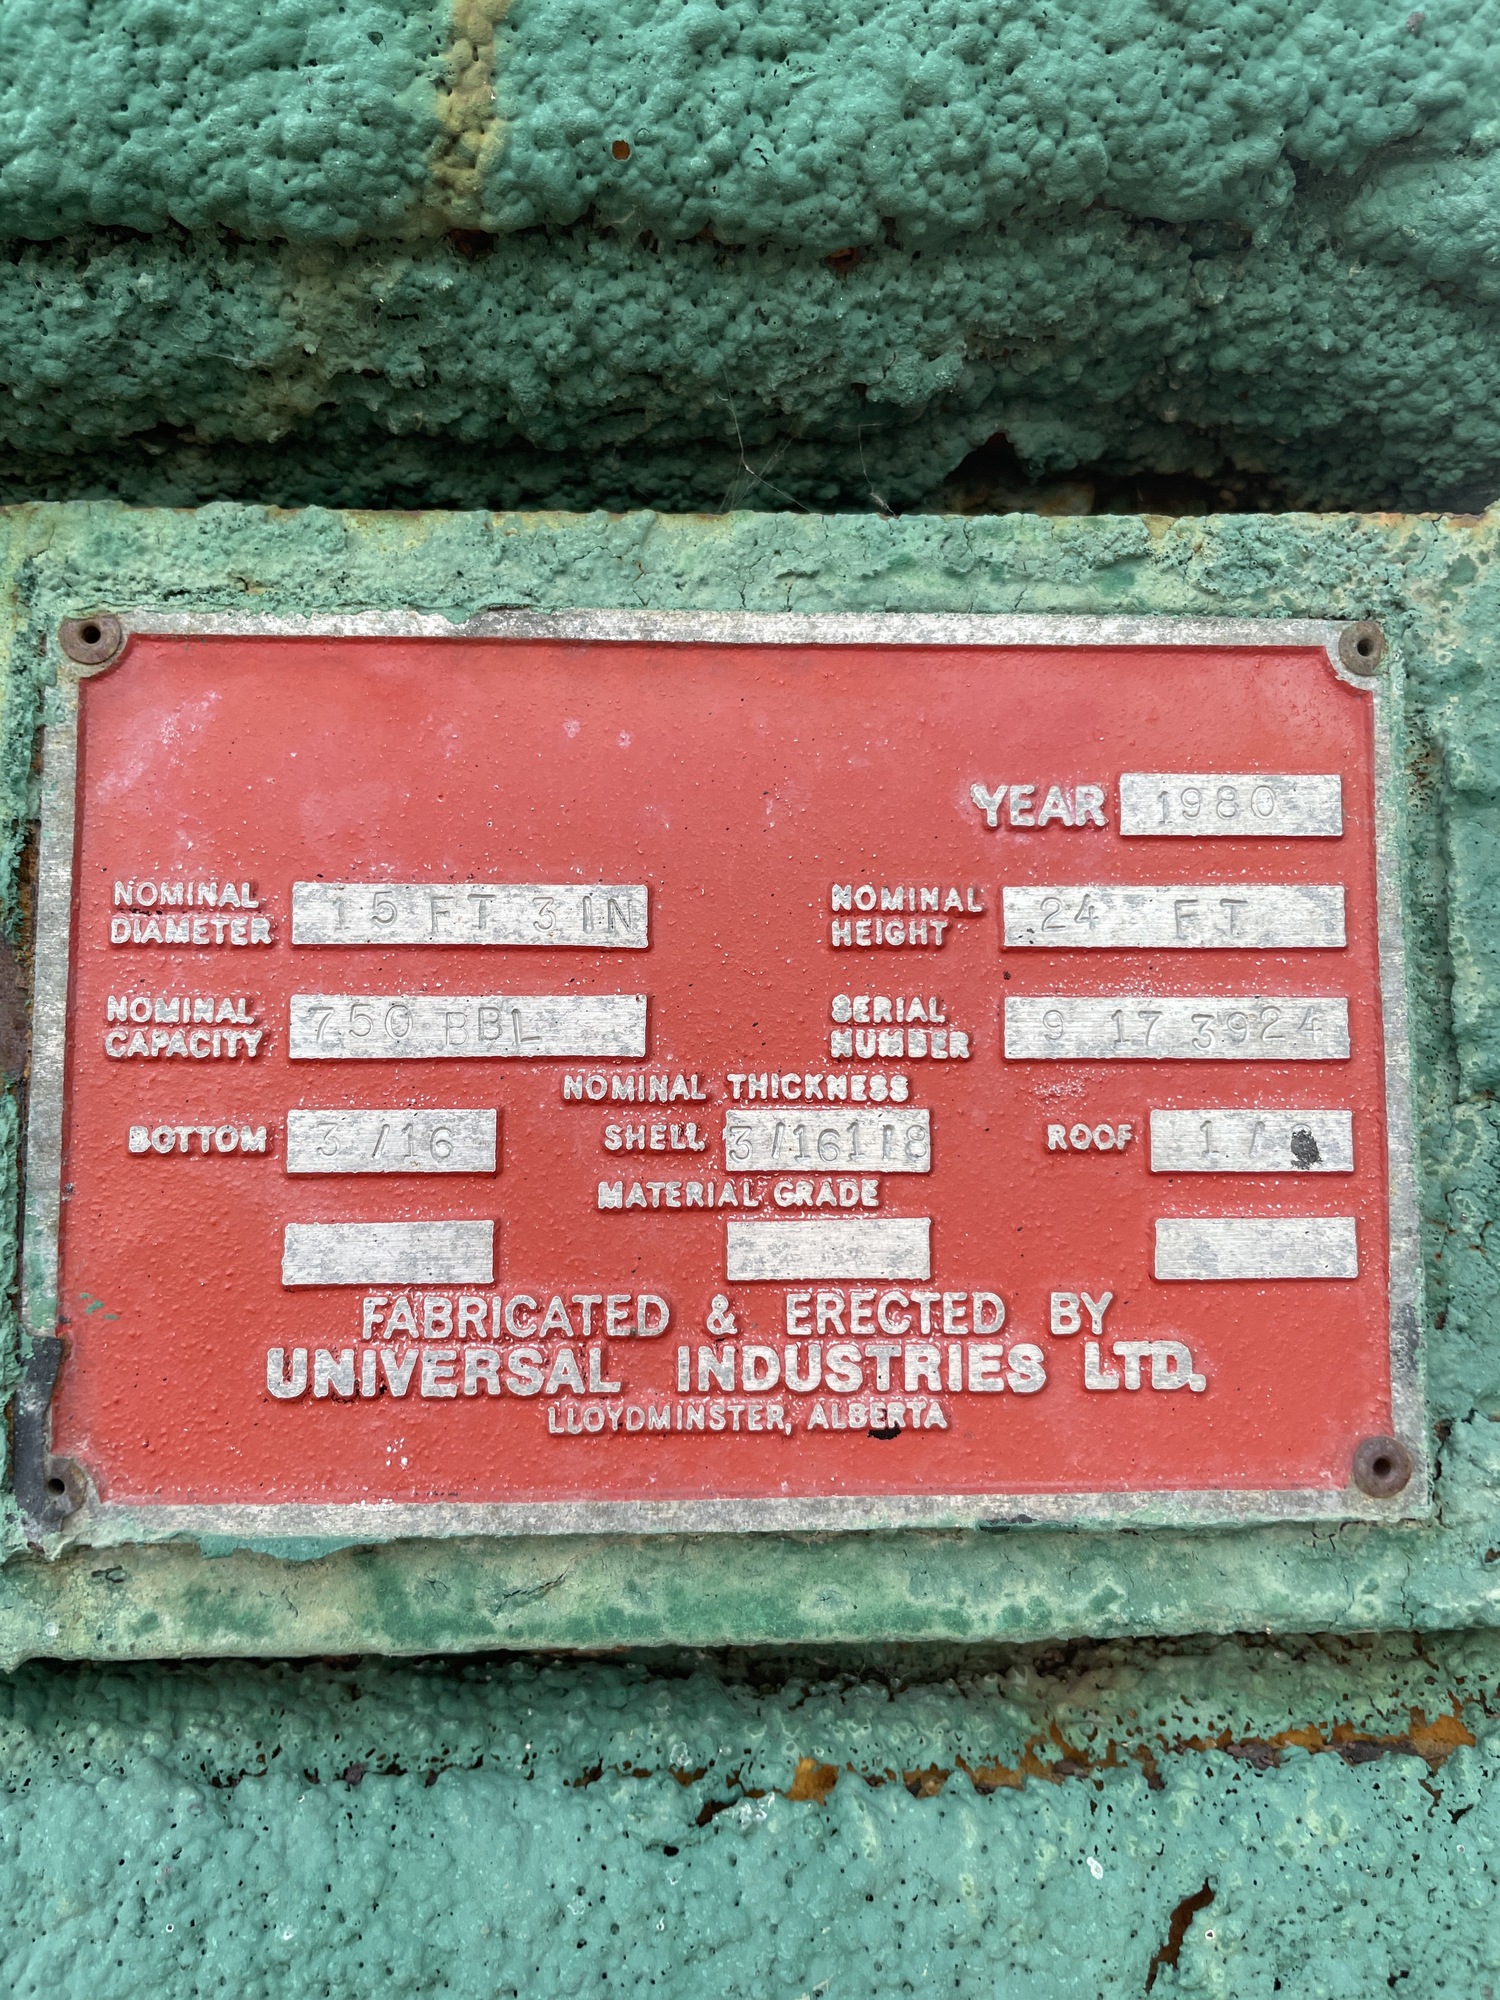 YEAR 1980
NOMINAL DIAMETER 15 FT 3 IN
NOMINAL HEIGHT 24 FT
NOMINAL CAPACITY 750 BBL
SERIAL NUMBER 9 17 3924
NOMINAL THICKNESS
BOTTOM 3/16 SHELL 3/16 1/8 ROOF 1/
MATERIAL GRADE
FABRICATED & ERECTED BY
UNIVERSAL INDUSTRIES LTD.
LLOYDMINSTER, ALBERTA